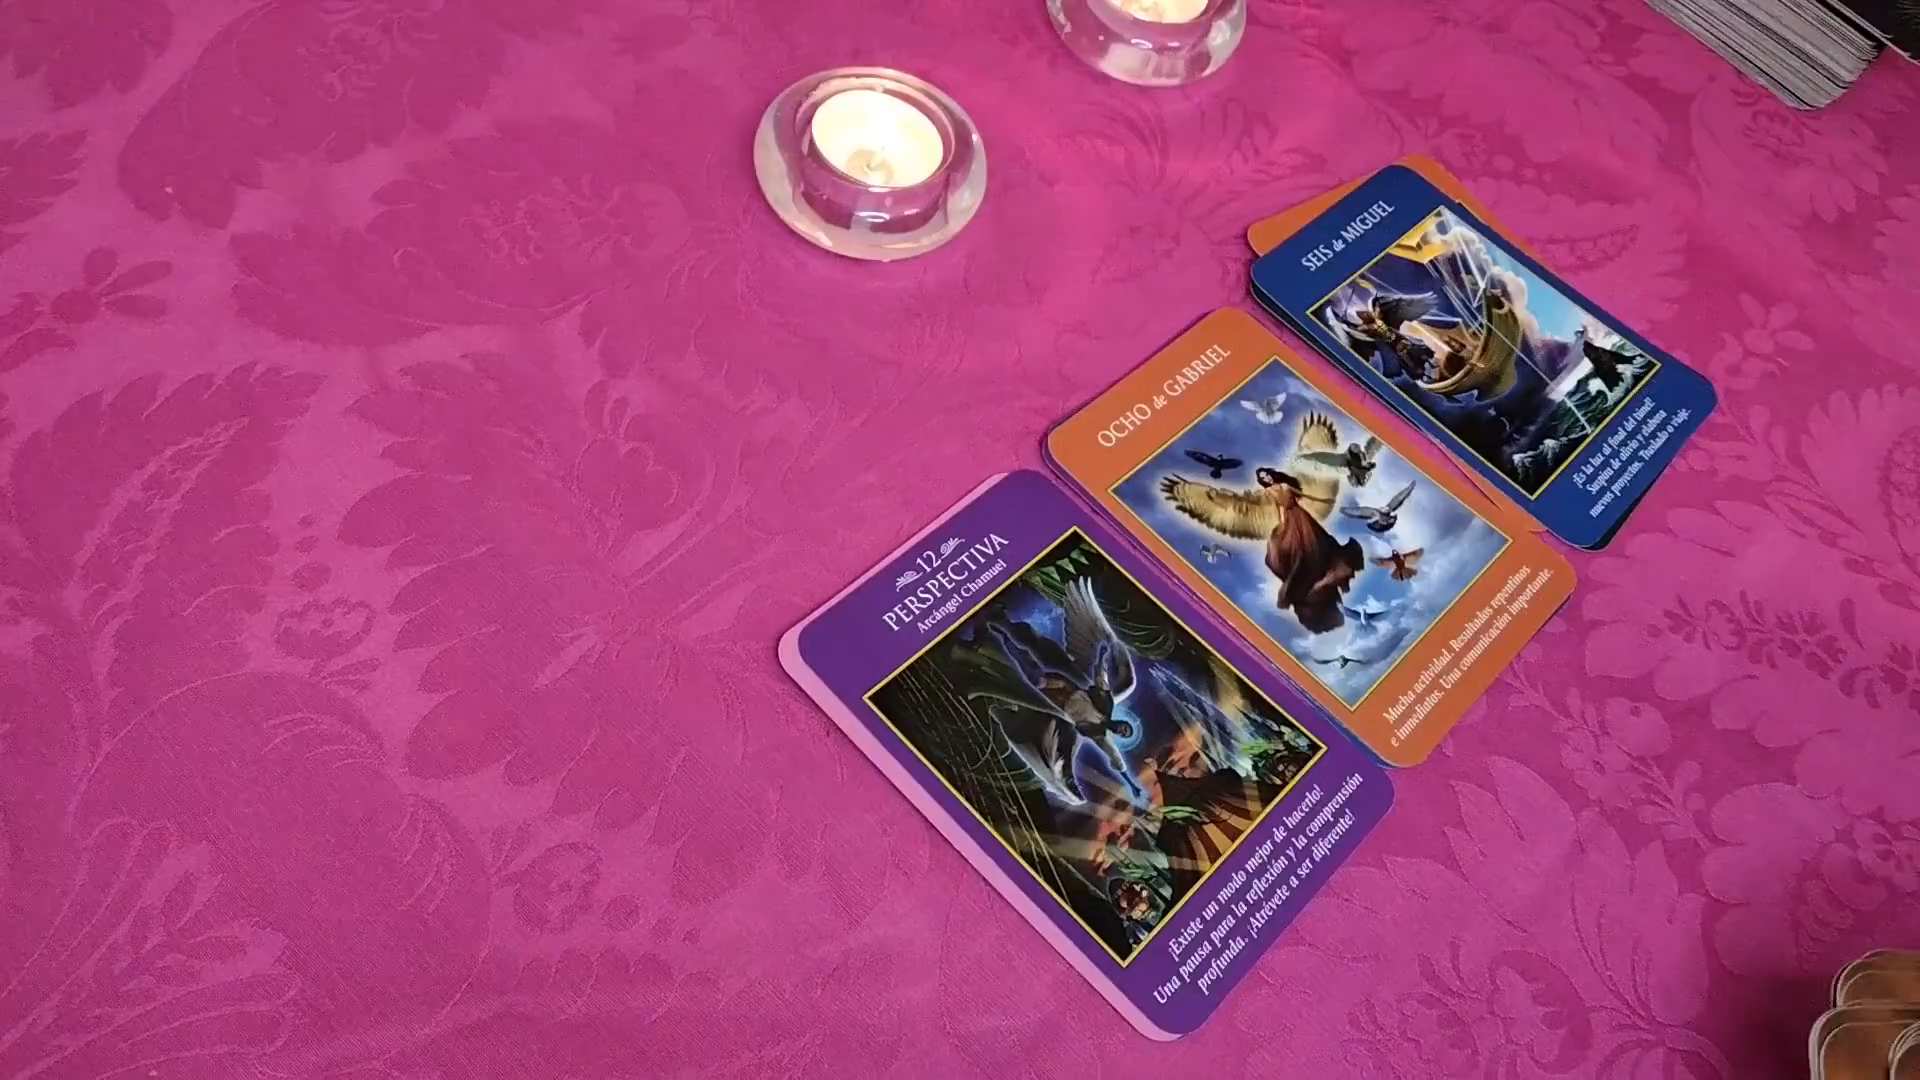 12
PERSPECTIVA
Arcángel Chamuel
¡Existe un modo mejor de hacerlo!
Una pausa para la reflexión y la comprensión
profunda. ¡Atrévete a ser diferente!
OCHO de GABRIEL
Mucha actividad. Resultados repentinos
e inmediatos. Una comunicación importante.
SEIS de MIGUEL
¡Es la luz al final del túnel!
Suspira de alivio y elabora
nuevos proyectos. Traslado o viaje.